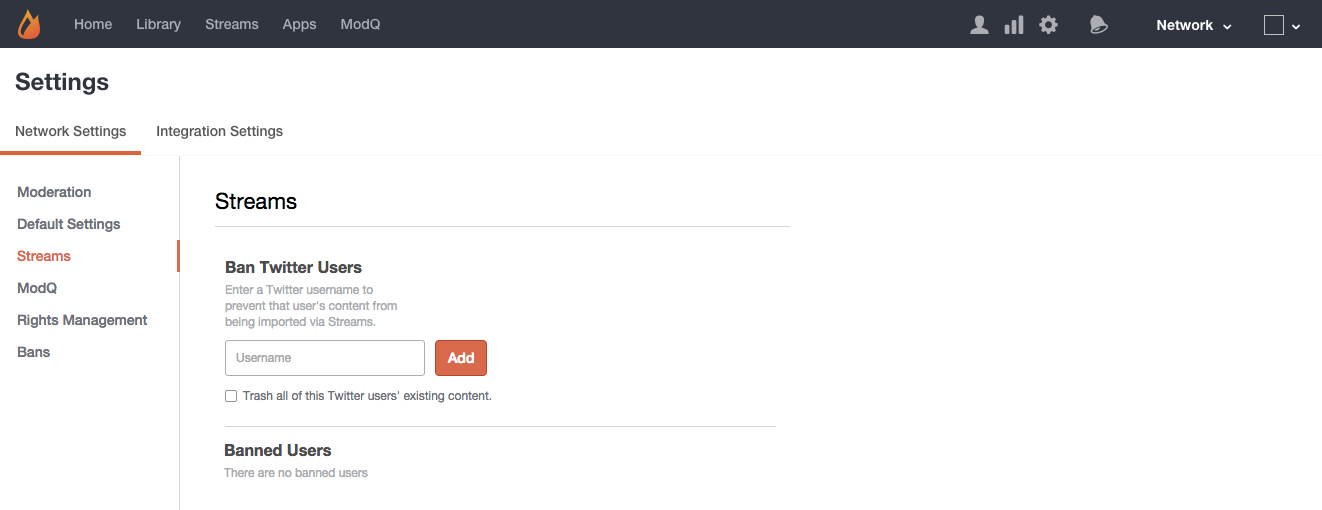 Home Library Streams Apps ModQ Network
Settings
Network Settings Integration Settings
Moderation
Default Settings
Streams
ModQ
Rights Management
Bans
Streams
Ban Twitter Users
Enter a Twitter username to
prevent that user's content from
being imported via Streams.
Username Add
Trash all of this Twitter users' existing content.
Banned Users
There are no banned users